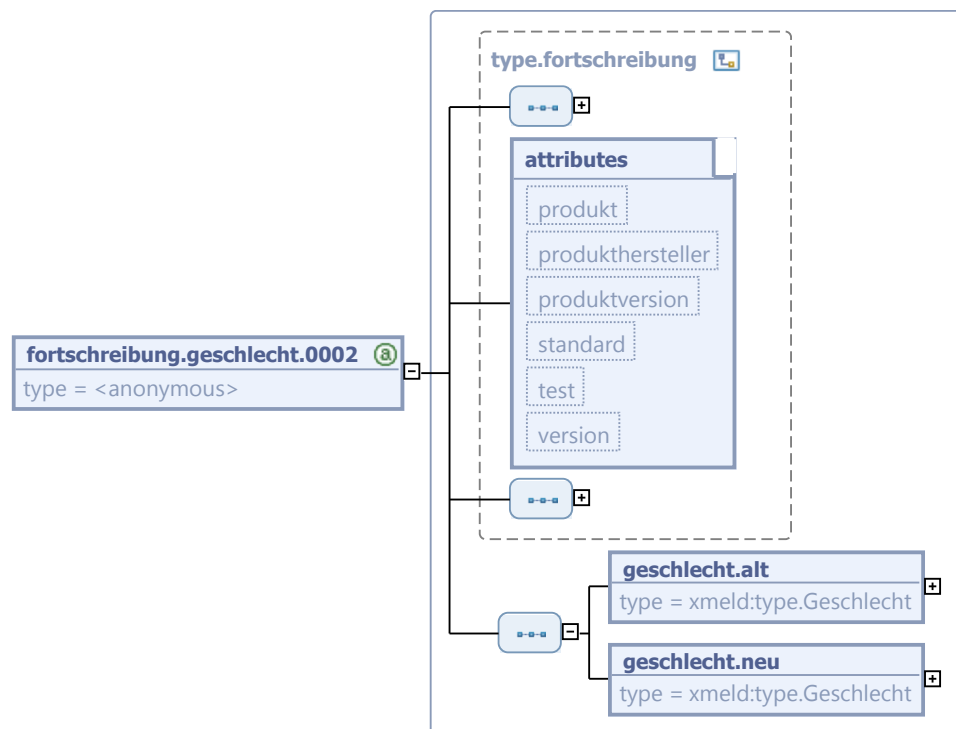 type.fortschreibung
attributes
produkt
produkthersteller
produktversion
standard
test
version
fortschreibung.geschlecht.0002 a
type = <anonymous>
geschlecht.alt
type = xmeld:type.Geschlecht
geschlecht.neu
type = xmeld:type.Geschlecht